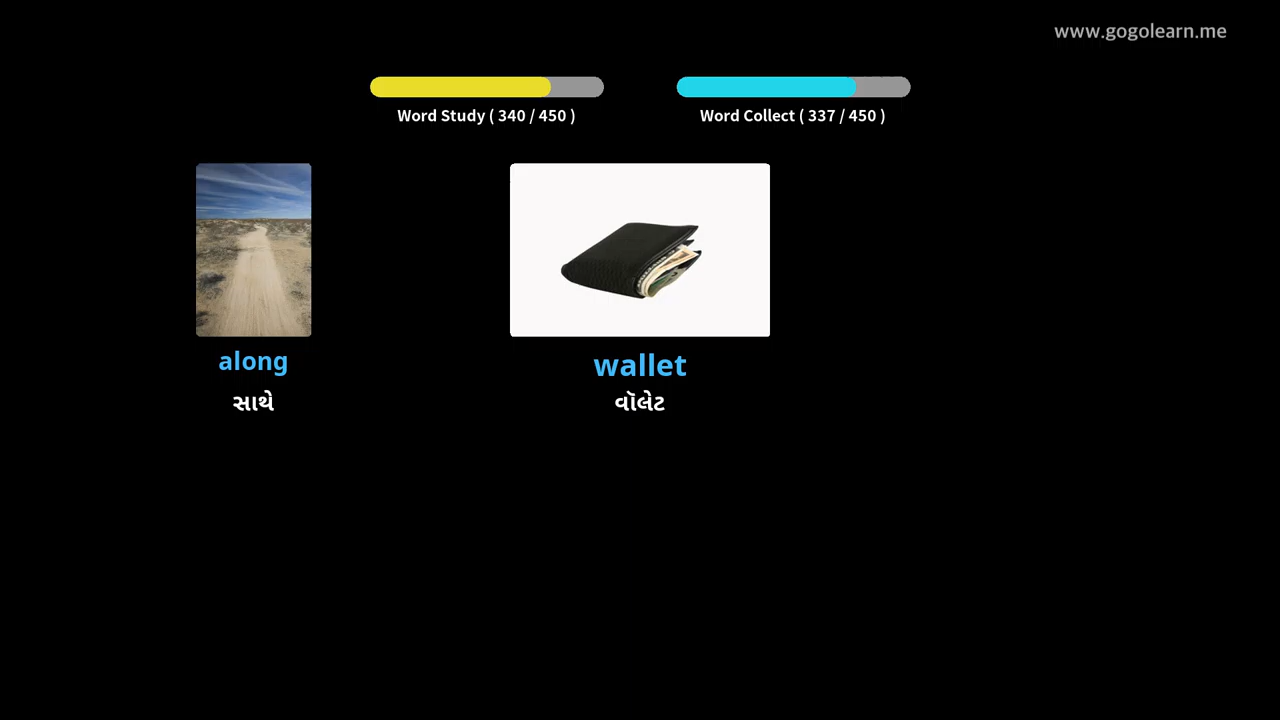 www.gogolearn.me
Word Study ( 340 / 450 )
Word Collect ( 337 / 450 )
along
સાથે
wallet
વૉલેટ